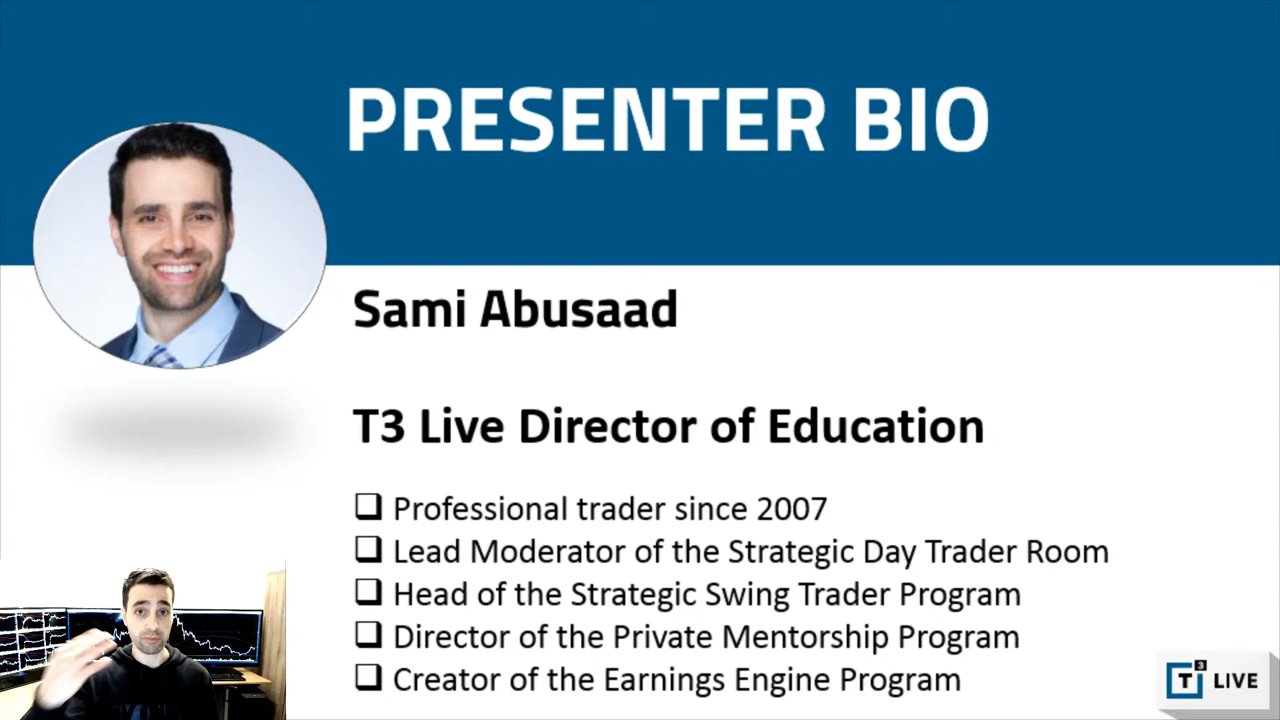 PRESENTER BIO
Sami Abusaad
T3 Live Director of Education
Professional trader since 2007
Lead Moderator of the Strategic Day Trader Room
Head of the Strategic Swing Trader Program
Director of the Private Mentorship Program
Creator of the Earnings Engine Program
T3 LIVE